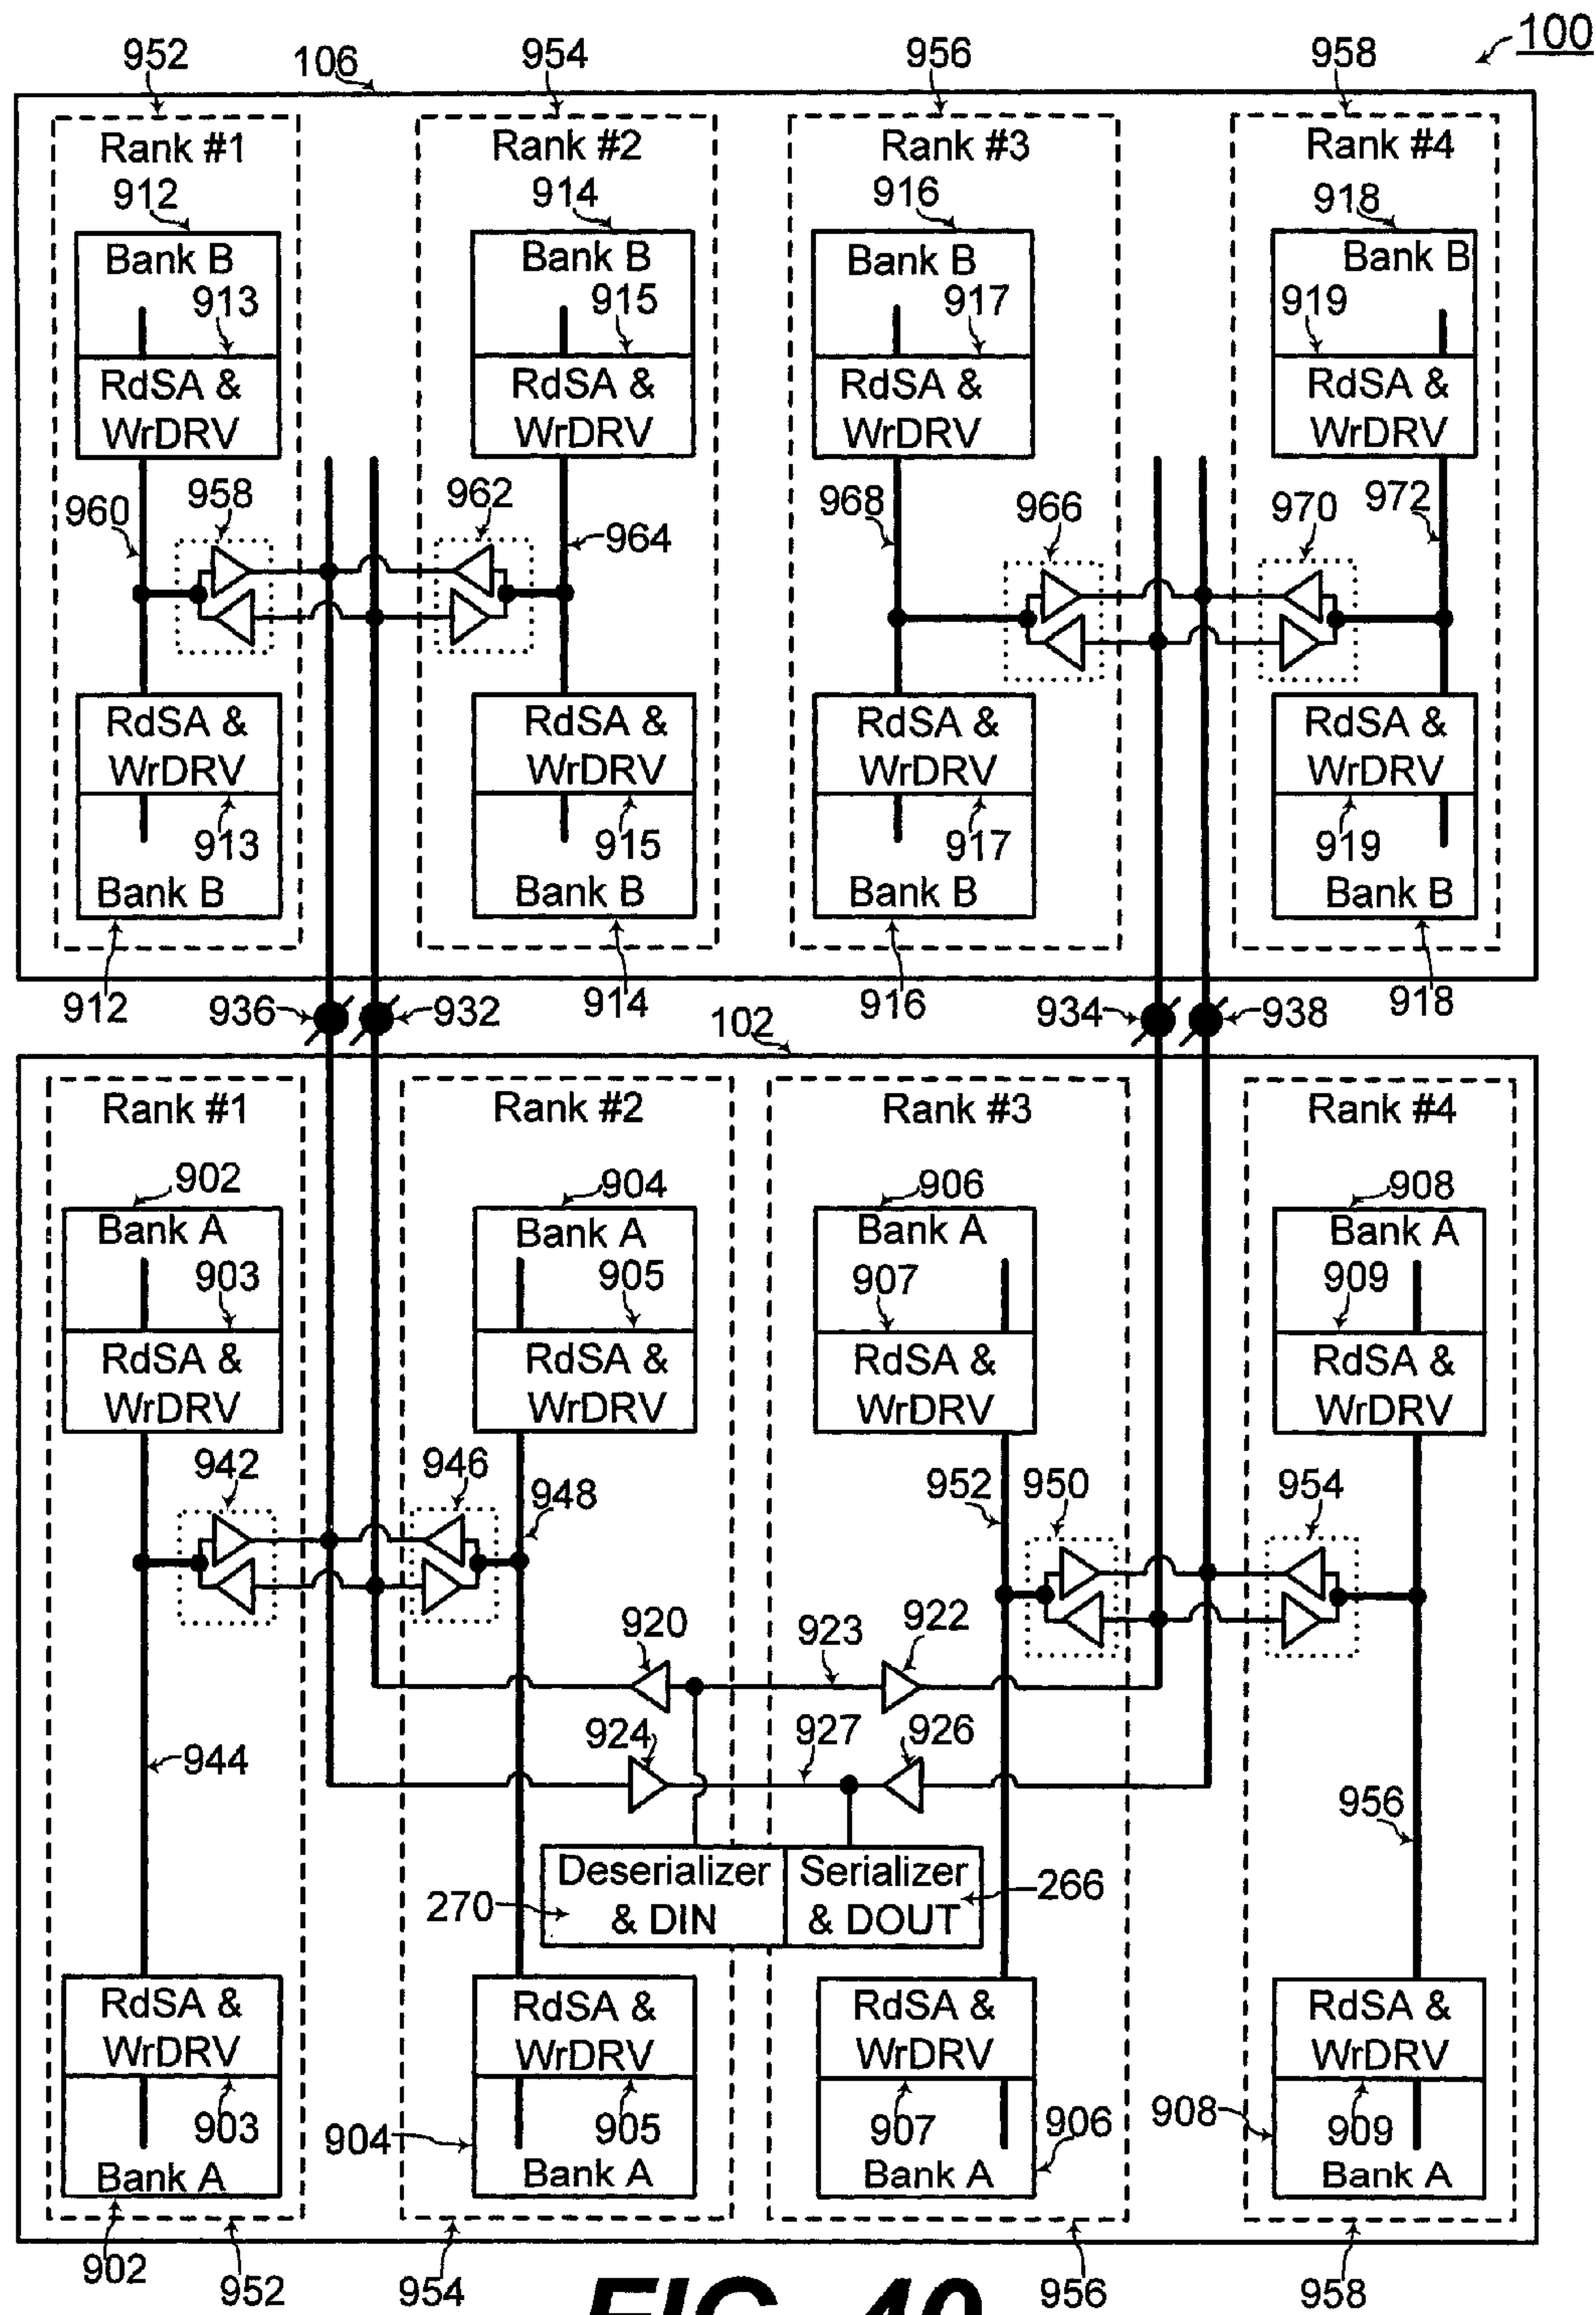 100
952
106
954
956
958
Rank #1
Rank #2
Rank #3
Rank #4
912
914
916
918
Bank B
Bank B
Bank B
Bank B
913
915
917
919
RdSA &
WrDRV
RdSA &
WrDRV
RdSA &
WrDRV
RdSA &
WrDRV
960
958
962
964
968
966
970
972
RdSA &
WrDRV
RdSA &
WrDRV
RdSA &
WrDRV
RdSA &
WrDRV
913
915
917
919
Bank B
Bank B
Bank B
Bank B
912
936
932
914
102
916
934
938
918
Rank #1
Rank #2
Rank #3
Rank #4
902
904
906
908
Bank A
Bank A
Bank A
Bank A
903
905
907
909
RdSA &
WrDRV
RdSA &
WrDRV
RdSA &
WrDRV
RdSA &
WrDRV
942
946
948
952
950
954
920
923
922
924
927
926
944
956
Deserializer
& DIN
Serializer
& DOUT
270
266
RdSA &
WrDRV
RdSA &
WrDRV
RdSA &
WrDRV
RdSA &
WrDRV
903
904
905
907
906
908
909
Bank A
Bank A
Bank A
Bank A
902
952
954
956
958
FIG. 40